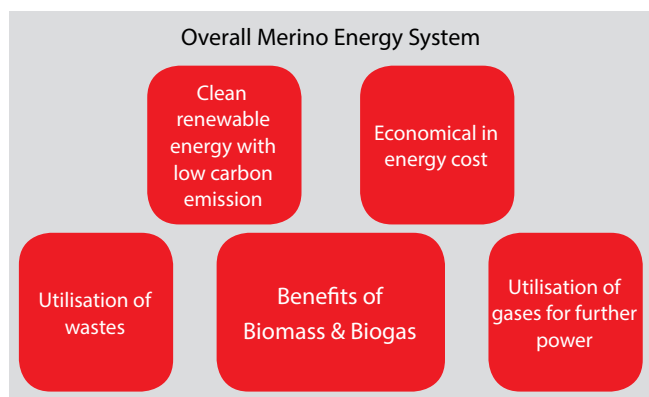 Overall Merino Energy System
Clean
renewable
energy with
low carbon
emission
Economical in
energy cost
Utilisation of
wastes
Benefits of
Biomass & Biogas
Utilisation of
gases for further
power